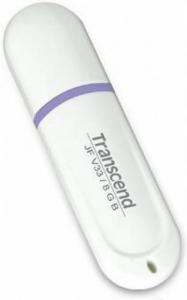 Transcend
JF V33 / 8 GB